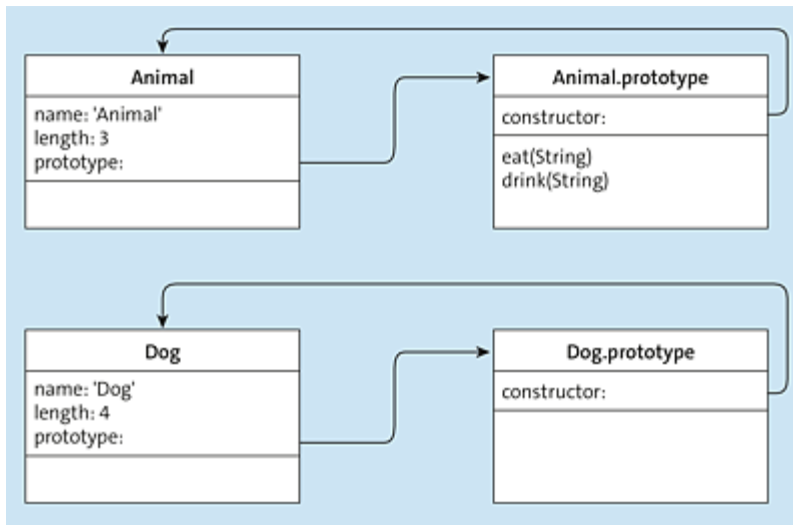 Animal
name: 'Animal'
length: 3
prototype:
Animal.prototype
constructor:
eat(String)
drink(String)
Dog
name: 'Dog'
length: 4
prototype:
Dog.prototype
constructor: